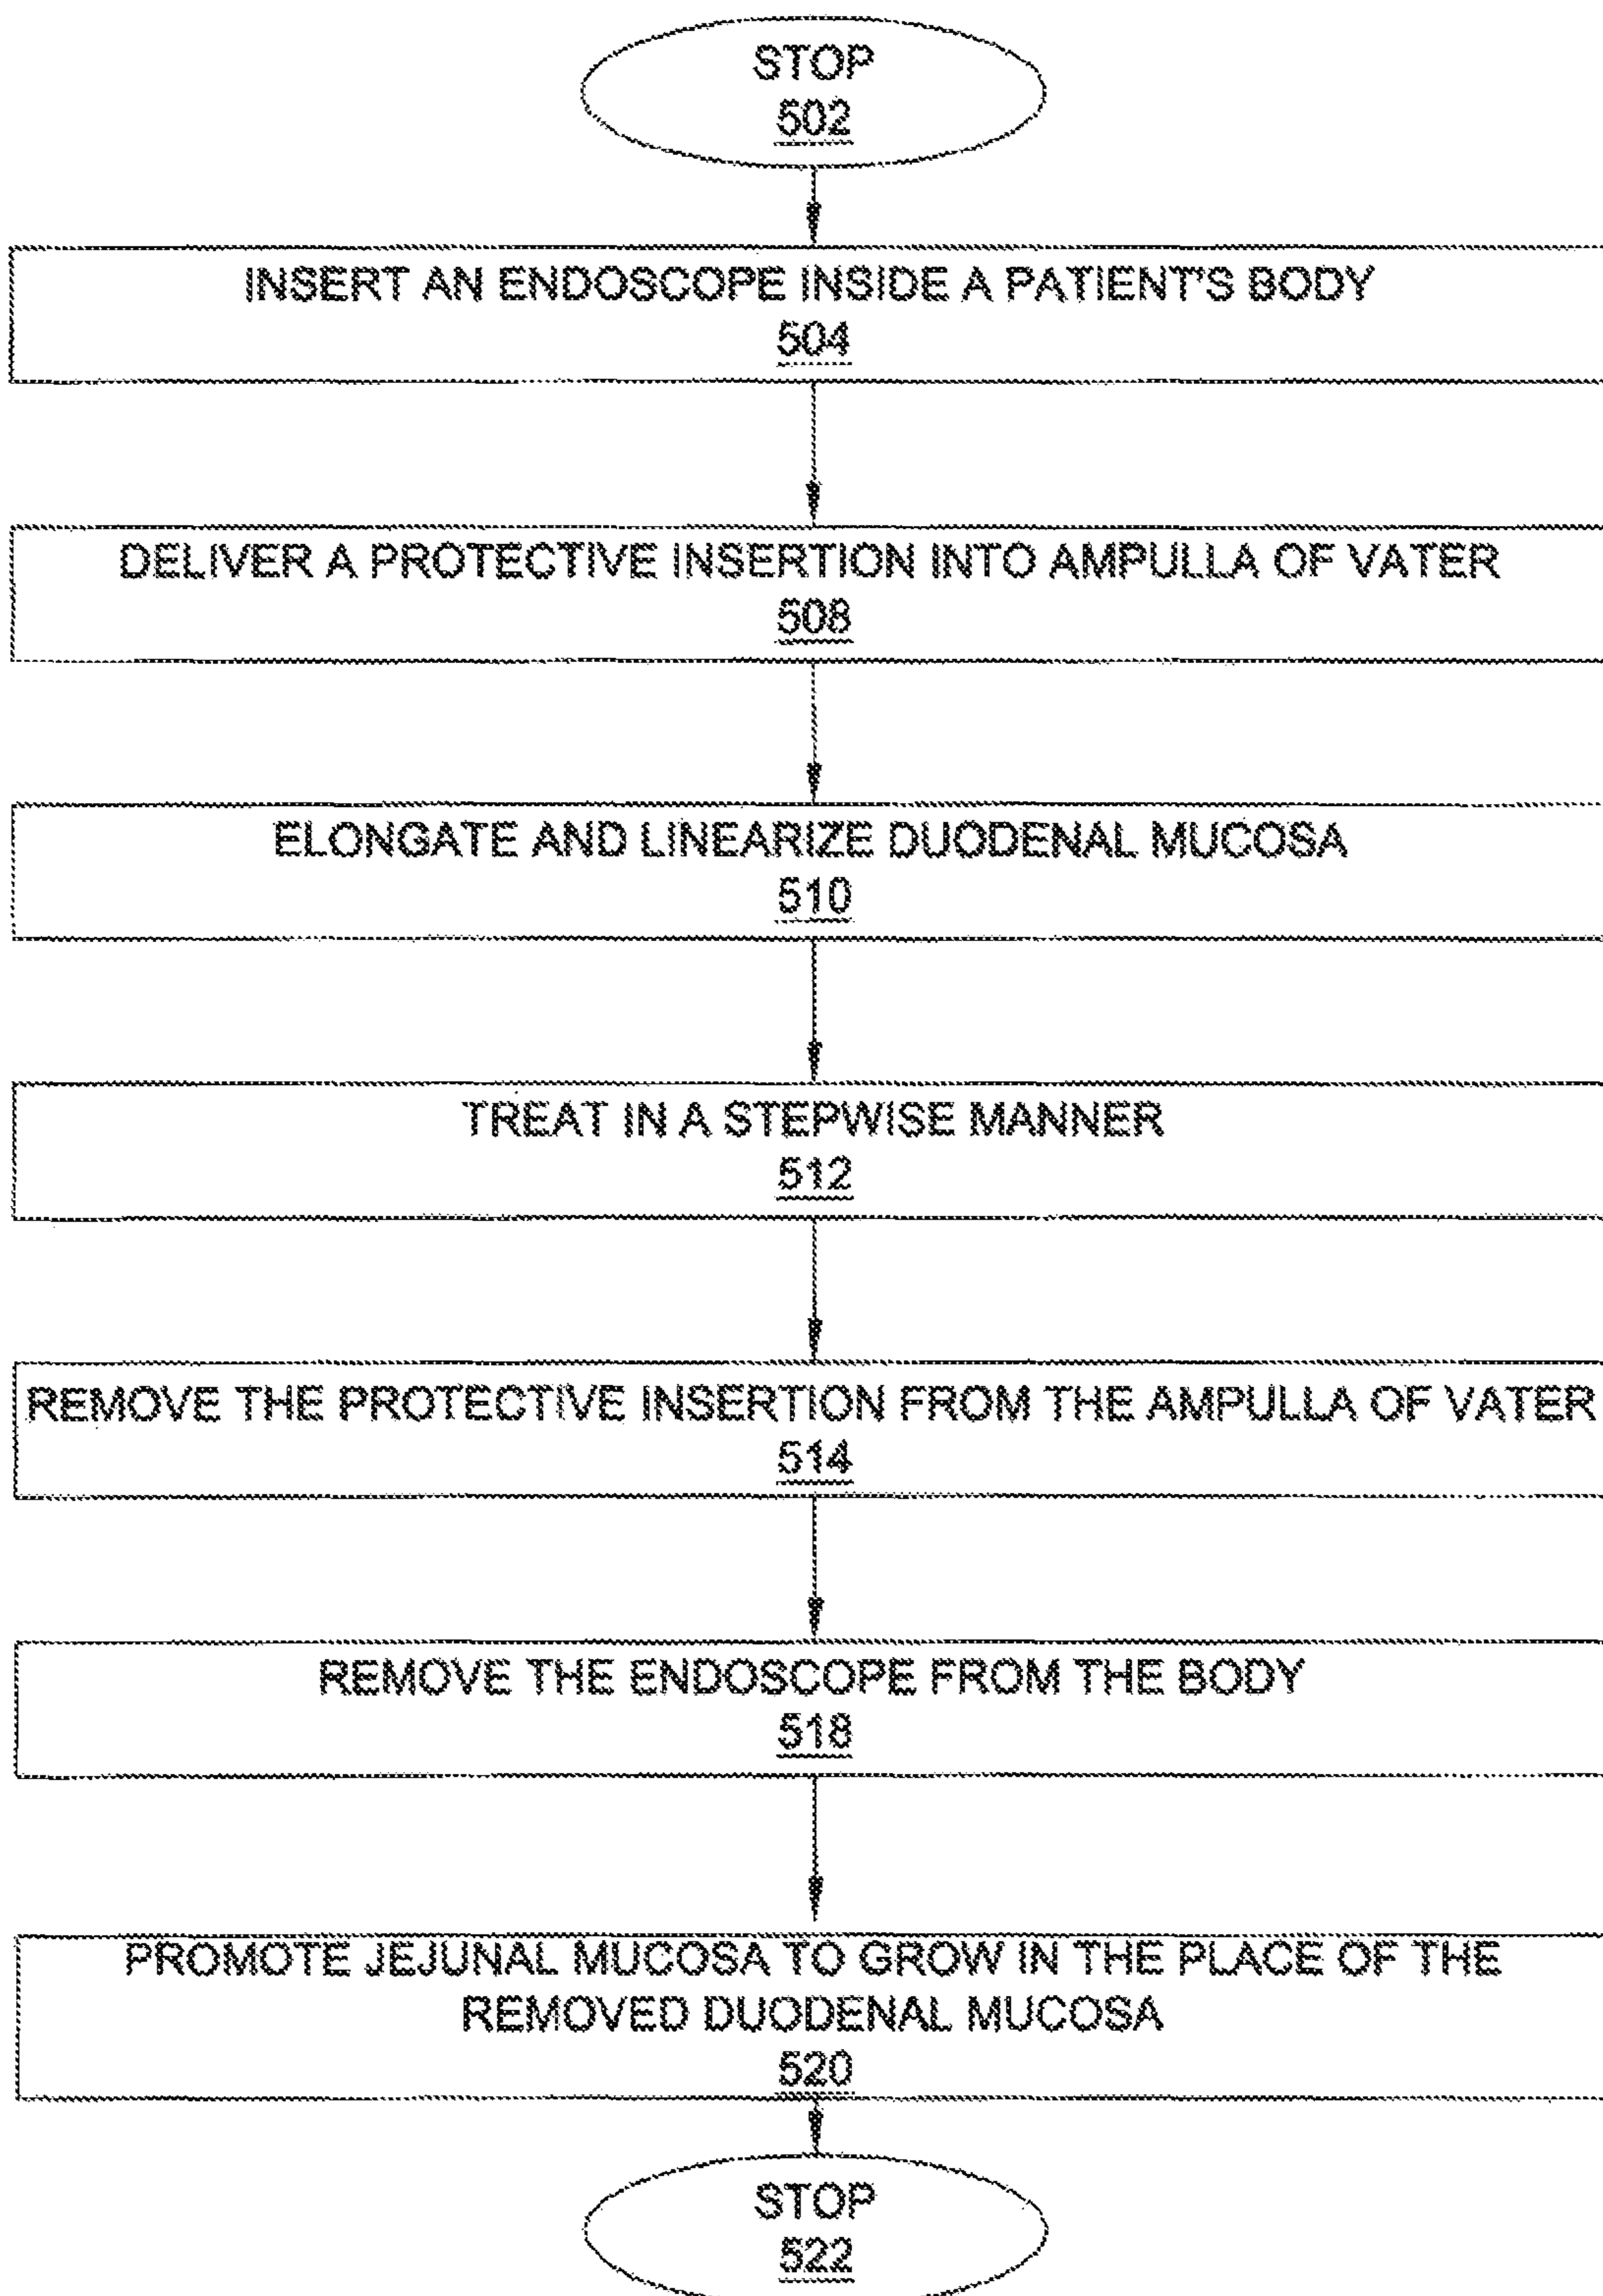 STOP
502
INSERT AN ENDOSCOPE INSIDE A PATIENT'S BODY
504
DELIVER A PROTECTIVE INSERTION INTO AMPULLA OF VATER
508
ELONGATE AND LINEARIZE DUODENAL MUCOSA
510
TREAT IN A STEPWISE MANNER
512
REMOVE THE PROTECTIVE INSERTION FROM THE AMPULLA OF VATER
514
REMOVE THE ENDOSCOPE FROM THE BODY
518
PROMOTE JEJUNAL MUCOSA TO GROW IN THE PLACE OF THE
REMOVED DUODENAL MUCOSA
520
STOP
522